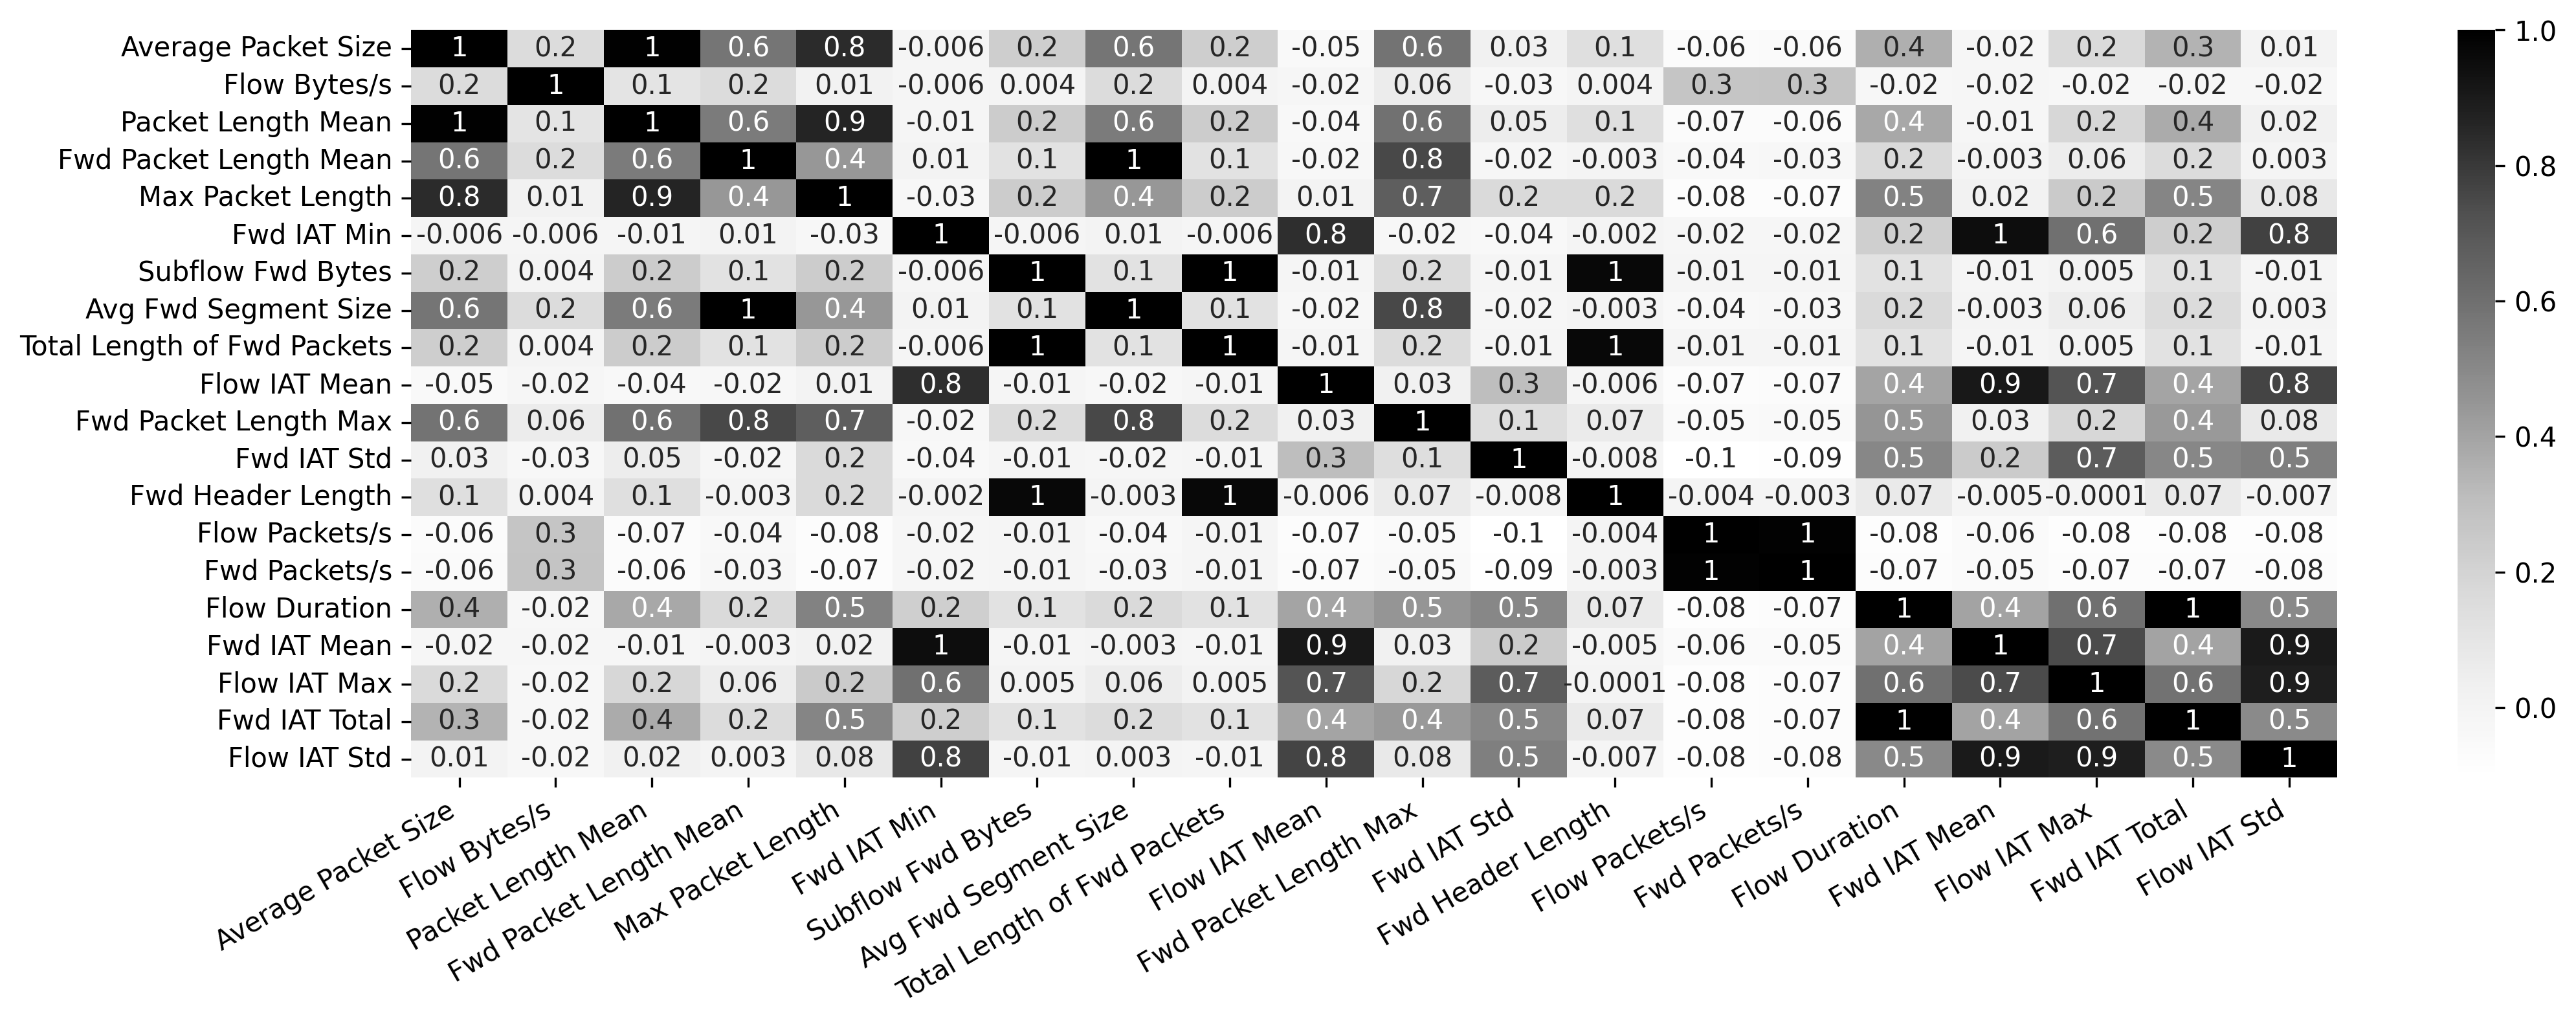 Average Packet Size 1 0.2 1 0.6 0.8 -0.006 0.2 0.6 0.2 -0.05 0.6 0.03 0.1 -0.06 -0.06 0.4 -0.02 0.2 0.3 0.01
Flow Bytes/s 0.2 1 0.1 0.2 0.01 -0.006 0.004 0.2 0.004 -0.02 0.06 -0.03 0.004 0.3 0.3 -0.02 -0.02 -0.02 -0.02 -0.02
Packet Length Mean 1 0.1 1 0.6 0.9 -0.01 0.2 0.6 0.2 -0.04 0.6 0.05 0.1 -0.07 -0.06 0.4 -0.01 0.2 0.4 0.02
Fwd Packet Length Mean 0.6 0.2 0.6 1 0.4 0.01 0.1 1 0.1 -0.02 0.8 -0.02 -0.003 -0.04 -0.03 0.2 -0.003 0.06 0.2 0.003
Max Packet Length 0.8 0.01 0.9 0.4 1 -0.03 0.2 0.4 0.2 0.01 0.7 0.2 0.2 -0.08 -0.07 0.5 0.02 0.2 0.5 0.08
Fwd IAT Min -0.006 -0.006 -0.01 0.01 -0.03 1 -0.006 0.01 -0.006 0.8 -0.02 -0.04 -0.002 -0.02 -0.02 0.2 1 0.6 0.2 0.8
Subflow Fwd Bytes 0.2 0.004 0.2 0.1 0.2 -0.006 1 0.1 1 -0.01 0.2 -0.01 1 -0.01 -0.01 0.1 -0.01 0.005 0.1 -0.01
Avg Fwd Segment Size 0.6 0.2 0.6 1 0.4 0.01 0.1 1 0.1 -0.02 0.8 -0.02 -0.003 -0.04 -0.03 0.2 -0.003 0.06 0.2 0.003
Total Length of Fwd Packets 0.2 0.004 0.2 0.1 0.2 -0.006 1 0.1 1 -0.01 0.2 -0.01 1 -0.01 -0.01 0.1 -0.01 0.005 0.1 -0.01
Flow IAT Mean -0.05 -0.02 -0.04 -0.02 0.01 0.8 -0.01 -0.02 -0.01 1 0.03 0.3 -0.006 -0.07 -0.07 0.4 0.9 0.7 0.4 0.8
Fwd Packet Length Max 0.6 0.06 0.6 0.8 0.7 -0.02 0.2 0.8 0.2 0.03 1 0.1 0.07 -0.05 -0.05 0.5 0.03 0.2 0.4 0.08
Fwd IAT Std 0.03 -0.03 0.05 -0.02 0.2 -0.04 -0.01 -0.02 -0.01 0.3 0.1 1 -0.008 -0.1 -0.09 0.5 0.2 0.7 0.5 0.5
Fwd Header Length 0.1 0.004 0.1 -0.003 0.2 -0.002 1 -0.003 1 -0.006 0.07 -0.008 1 -0.004 -0.003 0.07 -0.005 -0.0001 0.07 -0.007
Flow Packets/s -0.06 0.3 -0.07 -0.04 -0.08 -0.02 -0.01 -0.04 -0.01 -0.07 -0.05 -0.1 -0.004 1 1 -0.08 -0.06 -0.08 -0.08 -0.08
Fwd Packets/s -0.06 0.3 -0.06 -0.03 -0.07 -0.02 -0.01 -0.03 -0.01 -0.07 -0.05 -0.09 -0.003 1 1 -0.07 -0.05 -0.07 -0.07 -0.08
Flow Duration 0.4 -0.02 0.4 0.2 0.5 0.2 0.1 0.2 0.1 0.4 0.5 0.5 0.07 -0.08 -0.07 1 0.4 0.6 1 0.5
Fwd IAT Mean -0.02 -0.02 -0.01 -0.003 0.02 1 -0.01 -0.003 -0.01 0.9 0.03 0.2 -0.005 -0.06 -0.05 0.4 1 0.7 0.4 0.9
Flow IAT Max 0.2 -0.02 0.2 0.06 0.2 0.6 0.005 0.06 0.005 0.7 0.2 0.7 -0.0001 -0.08 -0.07 0.6 0.7 1 0.6 0.9
Fwd IAT Total 0.3 -0.02 0.4 0.2 0.5 0.2 0.1 0.2 0.1 0.4 0.4 0.5 0.07 -0.08 -0.07 1 0.4 0.6 1 0.5
Flow IAT Std 0.01 -0.02 0.02 0.003 0.08 0.8 -0.01 0.003 -0.01 0.8 0.08 0.5 -0.007 -0.08 -0.08 0.5 0.9 0.9 0.5 1
Average Packet Size
Flow Bytes/s
Packet Length Mean
Fwd Packet Length Mean
Max Packet Length
Fwd IAT Min
Subflow Fwd Bytes
Avg Fwd Segment Size
Total Length of Fwd Packets
Flow IAT Mean
Fwd Packet Length Max
Fwd IAT Std
Fwd Header Length
Flow Packets/s
Fwd Packets/s
Flow Duration
Fwd IAT Mean
Flow IAT Max
Fwd IAT Total
Flow IAT Std
1.0
0.8
0.6
0.4
0.2
0.0